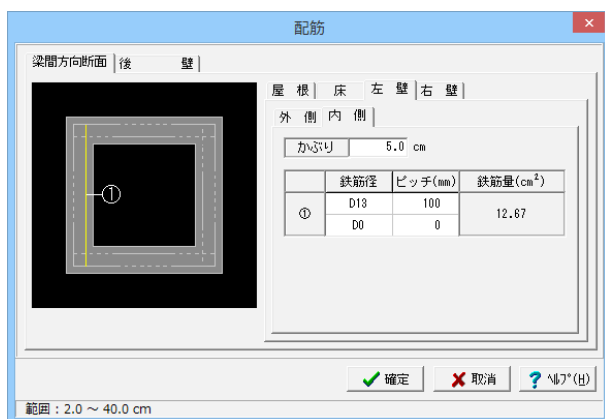 配筋
梁間方向断面 後 壁
屋 根 床 左 壁 右 壁
外 側 内 側
かぶり 5.0 cm
鉄筋径 ピッチ(mm) 鉄筋量(cm²)
① D13 100 12.67
D0 0
①
確定 取消 ヘルプ(H)
範囲:2.0 ~ 40.0 cm